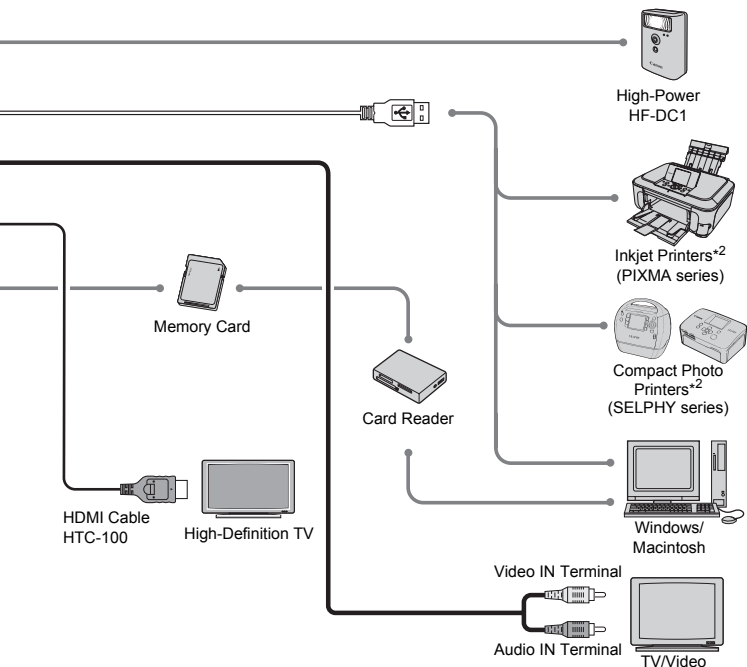 High-Power
HF-DC1
Inkjet Printers*2
(PIXMA series)
Memory Card
Compact Photo
Printers*2
(SELPHY series)
Card Reader
HDMI Cable
HTC-100
High-Definition TV
Windows/
Macintosh
Video IN Terminal
Audio IN Terminal
TV/Video
Canon